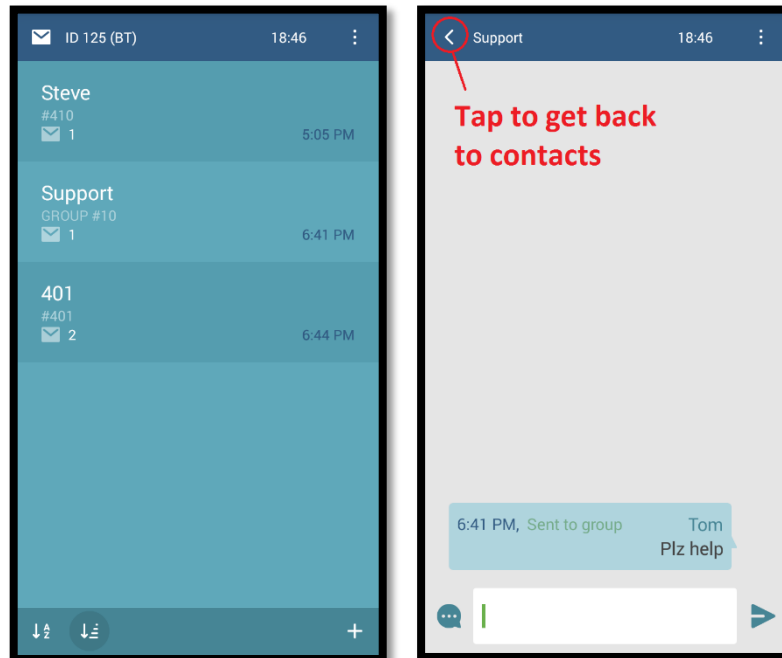 ID 125 (BT) 18:46
Steve
#410
1 5:05 PM
Support
GROUP #10
1 6:41 PM
401
#401
2 6:44 PM
Support 18:46
Tap to get back
to contacts
6:41 PM, Sent to group Tom
Plz help